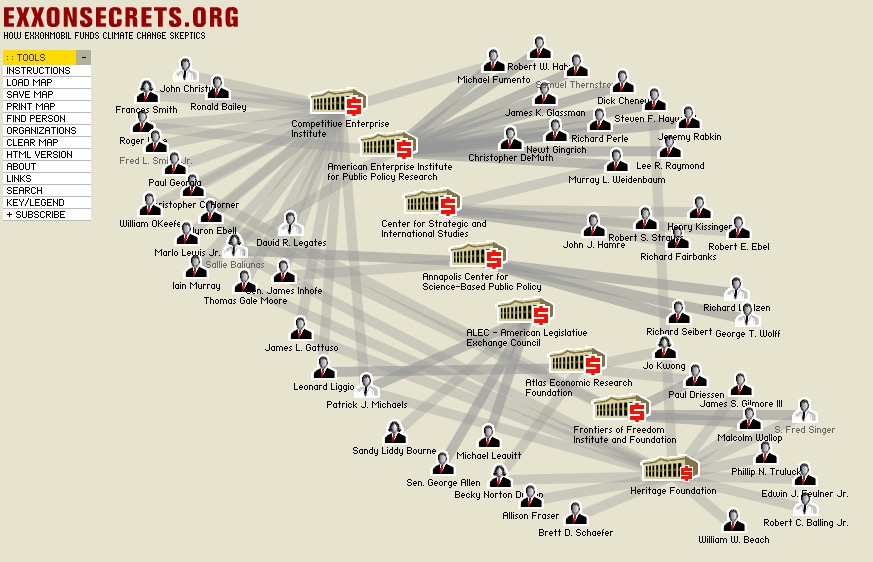 EXXONSECRETS.ORG
HOW EXXONMOBIL FUNDS CLIMATE CHANGE SKEPTICS
:: TOOLS -
INSTRUCTIONS
LOAD MAP
SAVE MAP
PRINT MAP
FIND PERSON
ORGANIZATIONS
CLEAR MAP
HTML VERSION
ABOUT
LINKS
SEARCH
KEY/LEGEND
+ SUBSCRIBE
John Christy
Frances Smith
Ronald Bailey
Roger
Fred L. Smith Jr.
Paul Georgia
Christopher C. Horner
William OKeefe
Myron Ebell
Marlo Lewis Jr.
Sallie Baliunas
David R. Legates
Iain Murray
Sen. James Inhofe
Thomas Gale Moore
James L. Gattuso
Leonard Liggio
Patrick J. Michaels
Competitive Enterprise
Institute
American Enterprise Institute
for Public Policy Research
Center for Strategic and
International Studies
Annapolis Center for
Science-Based Public Policy
ALEC - American Legislative
Exchange Council
Atlas Economic Research
Foundation
Frontiers of Freedom
Institute and Foundation
Heritage Foundation
Robert W. Hahn
Michael Fumento
Samuel Thernstrom
Dick Cheney
James K. Glassman
Steven F. Hayward
Richard Perle
Jeremy Rabkin
Newt Gingrich
Christopher DeMuth
Lee R. Raymond
Murray L. Weidenbaum
Henry Kissinger
Robert S. Strauss
John J. Hamre
Robert E. Ebel
Richard Fairbanks
Richard Lindzen
Richard Seibert
George T. Wolff
Jo Kwong
Paul Driessen
James S. Gilmore III
S. Fred Singer
Malcolm Wallop
Phillip N. Truluck
Edwin J. Feulner Jr.
Robert C. Balling Jr.
William W. Beach
Sandy Liddy Bourne
Michael Leavitt
Sen. George Allen
Becky Norton
Allison Fraser
Brett D. Schaefer